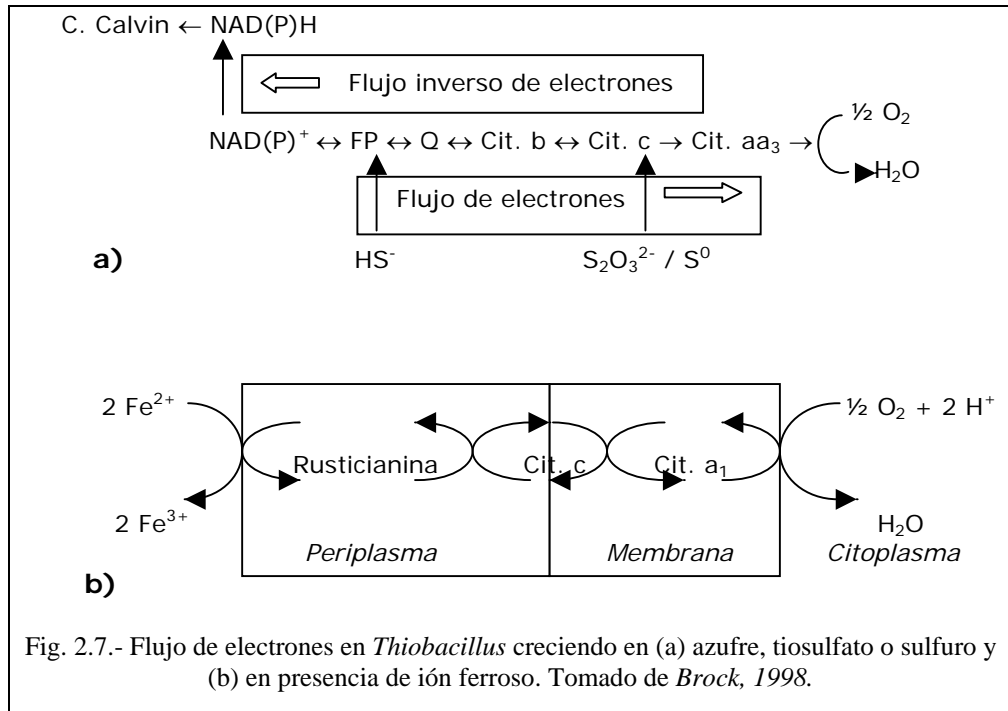 C. Calvin ← NAD(P)H
Flujo inverso de electrones
NAD(P)⁺ ↔ FP ↔ Q ↔ Cit. b ↔ Cit. c → Cit. aa₃ →
½ O₂
H₂O
Flujo de electrones
a)
HS⁻
S₂O₃²⁻ / S⁰
2 Fe²⁺
½ O₂ + 2 H⁺
Rusticianina
Cit. c
Cit. a₁
2 Fe³⁺
H₂O
Periplasma
Membrana
Citoplasma
b)
Fig. 2.7.- Flujo de electrones en Thiobacillus creciendo en (a) azufre, tiosulfato o sulfuro y
(b) en presencia de ión ferroso. Tomado de Brock, 1998.